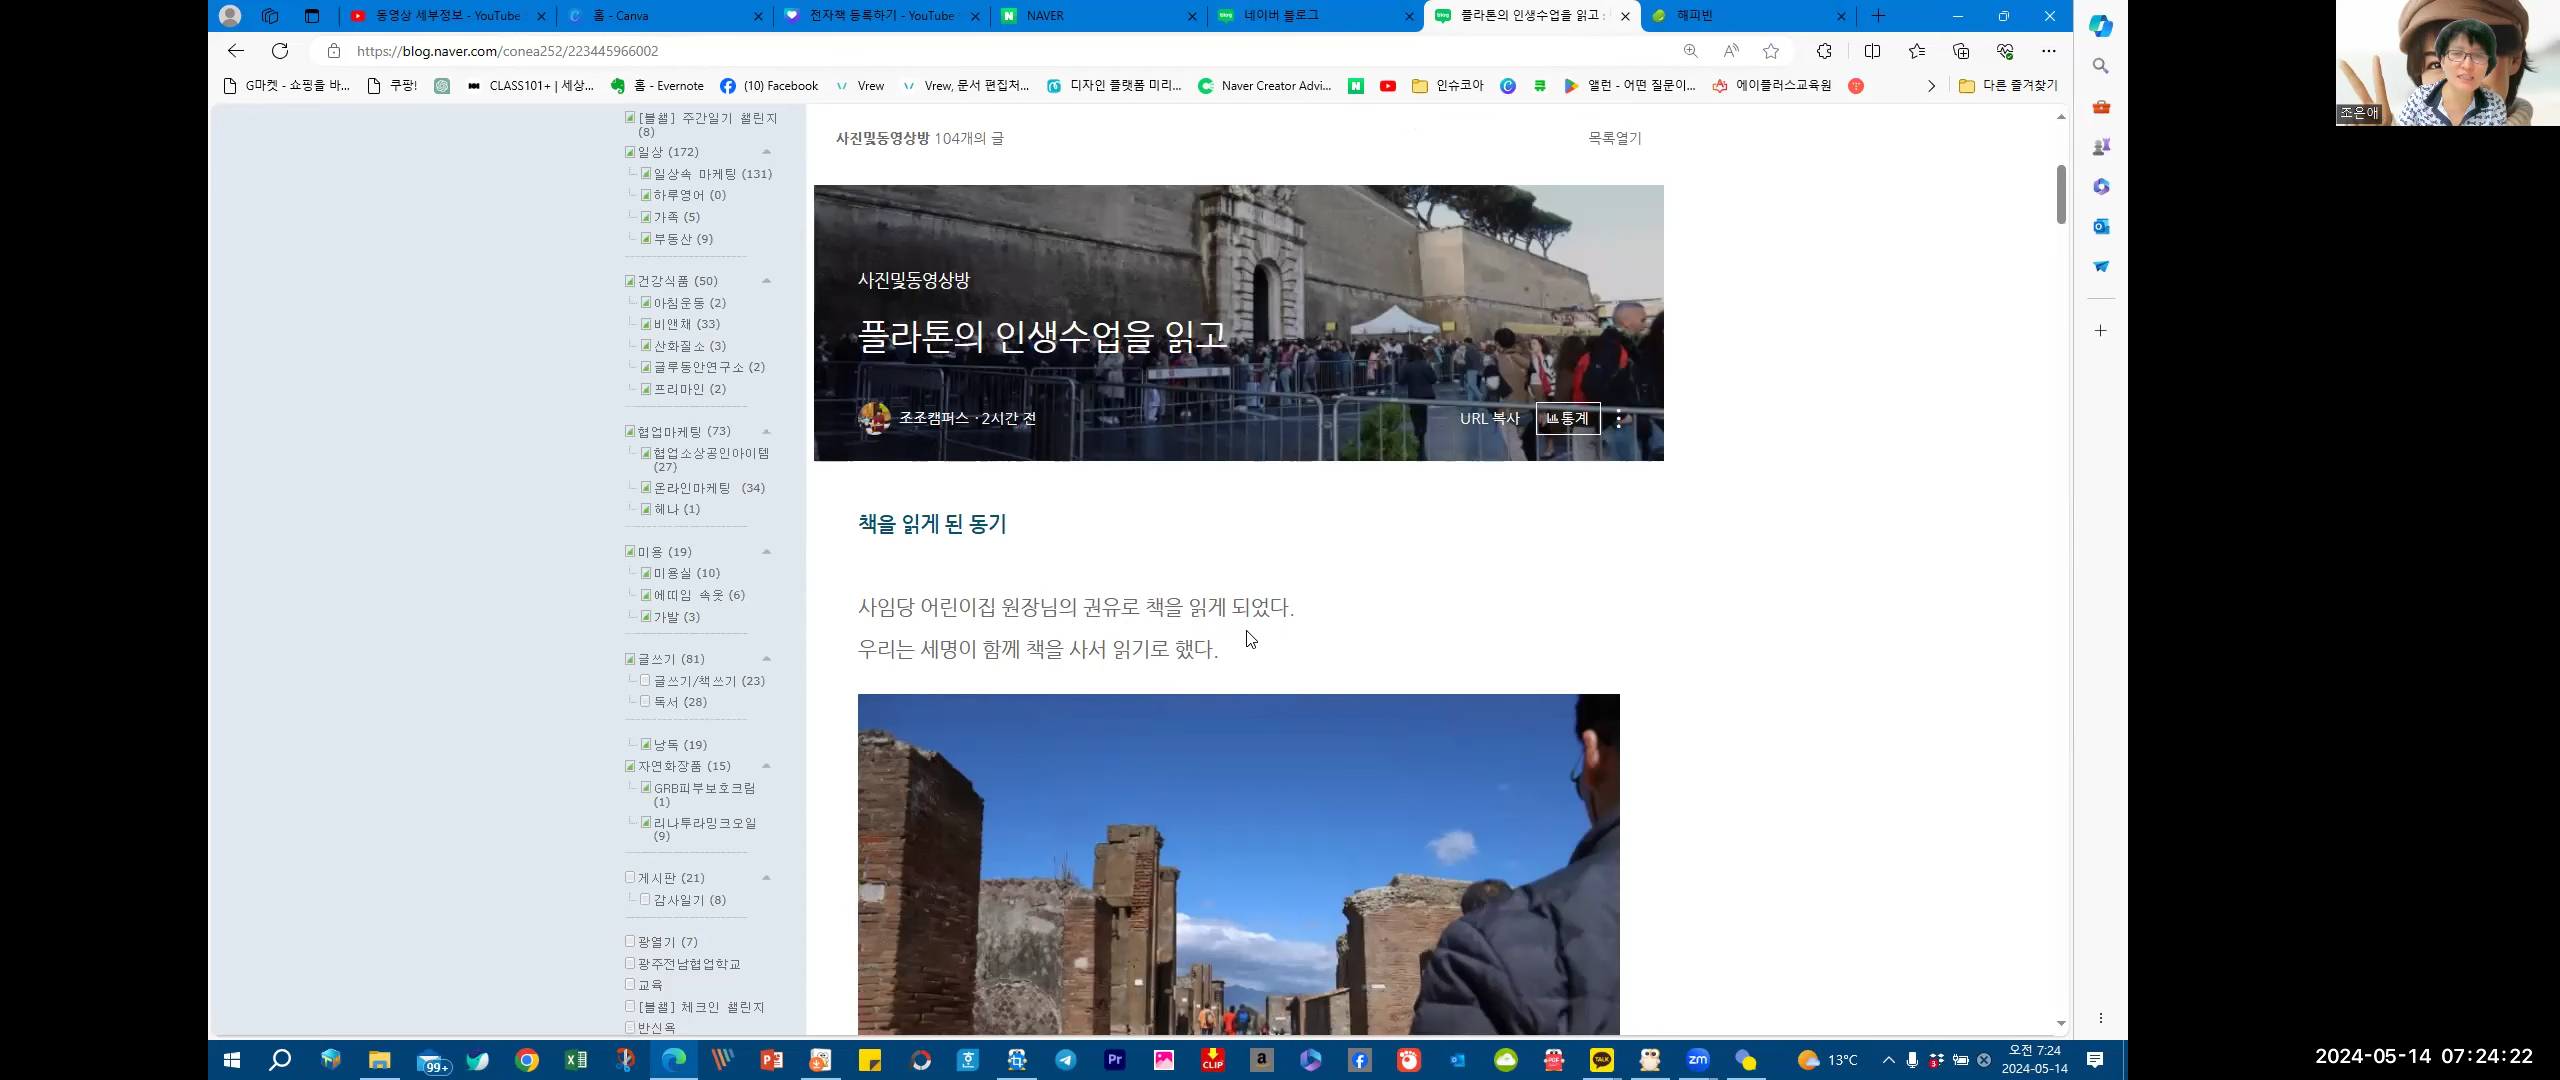 동영상 세부정보 - YouTube
홈 - Canva
전자책 등록하기 - YouTube
NAVER
네이버 블로그
플라톤의 인생수업을 읽고 :
해피빈
https://blog.naver.com/conea252/223445966002
G마켓 - 쇼핑을 바...
쿠팡!
CLASS101+ | 세상...
홈 - Evernote
(10) Facebook
Vrew
Vrew, 문서 편집처...
디자인 플랫폼 미리...
Naver Creator Advi...
인슈코아
앨런 - 어떤 질문이...
에이플러스교육원
다른 즐겨찾기
조은애
[블챌] 주간일기 챌린지
(8)
일상 (172)
일상속 마케팅 (131)
하루영어 (0)
가족 (5)
부동산 (9)
건강식품 (50)
아침운동 (2)
비앤채 (33)
산화질소 (3)
글루동안연구소 (2)
프리마인 (2)
협업마케팅 (73)
협업소상공인아이템
(27)
온라인마케팅 (34)
헤나 (1)
미용 (19)
미용실 (10)
에띠임 속옷 (6)
가발 (3)
글쓰기 (81)
글쓰기/책쓰기 (23)
독서 (28)
낭독 (19)
자연화장품 (15)
GRB피부보호크림
(1)
리나투라밍크오일
(9)
게시판 (21)
감사일기 (8)
광열기 (7)
광주전남협업학교
교육
[블챌] 체크인 챌린지
반신욕
사진및동영상방 104개의 글
목록열기
사진및동영상방
플라톤의 인생수업을 읽고
조조캠퍼스 · 2시간 전
URL 복사
통계
책을 읽게 된 동기
사임당 어린이집 원장님의 권유로 책을 읽게 되었다.
우리는 세명이 함께 책을 사서 읽기로 했다.
99+
CLIP
TALK
zm
Pr
13°C
오전 7:24
2024-05-14
2024-05-14 07:24:22